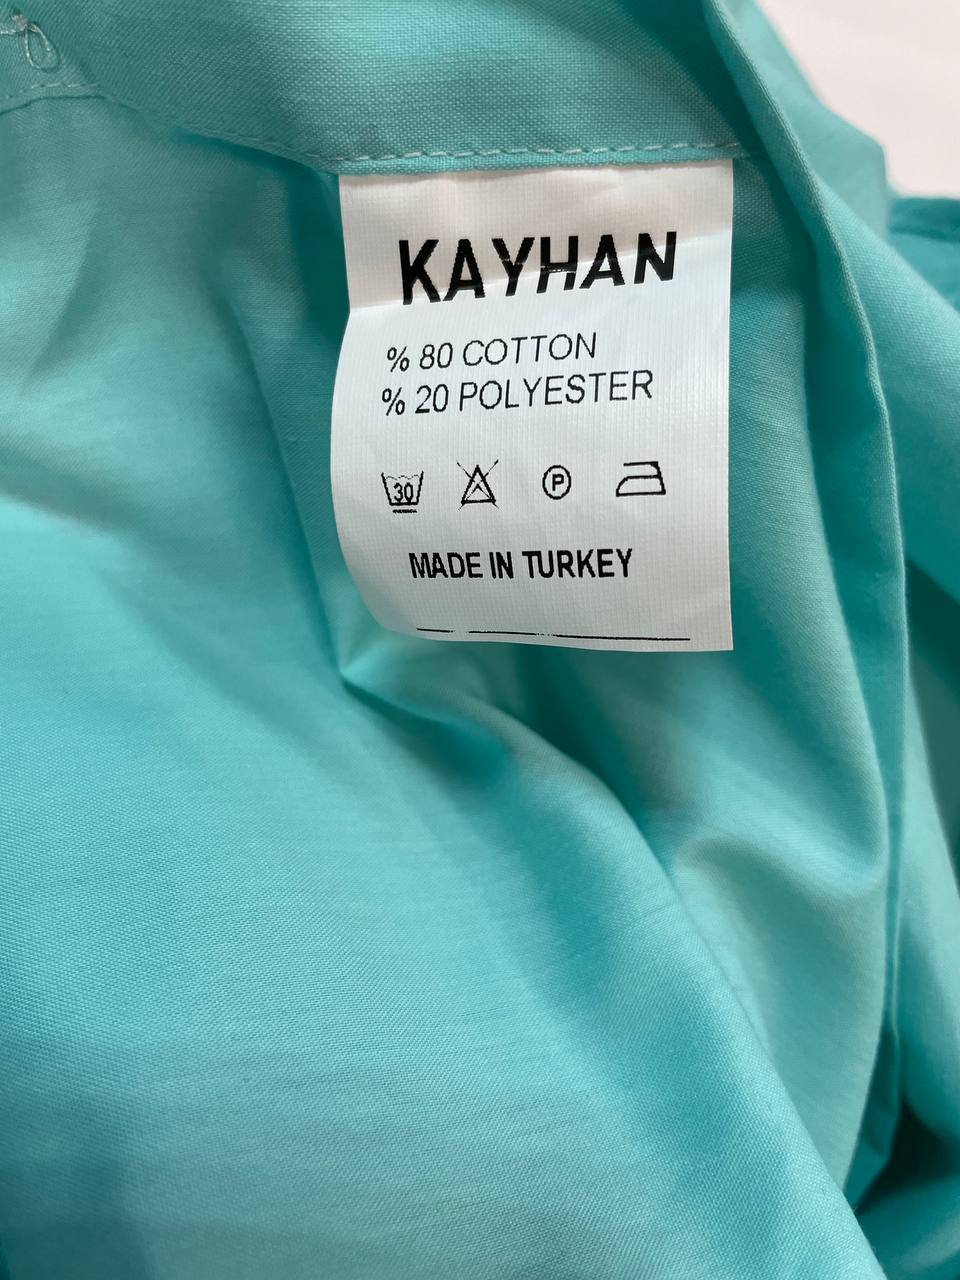 KAYHAN
% 80 COTTON
% 20 POLYESTER
30 P
MADE IN TURKEY